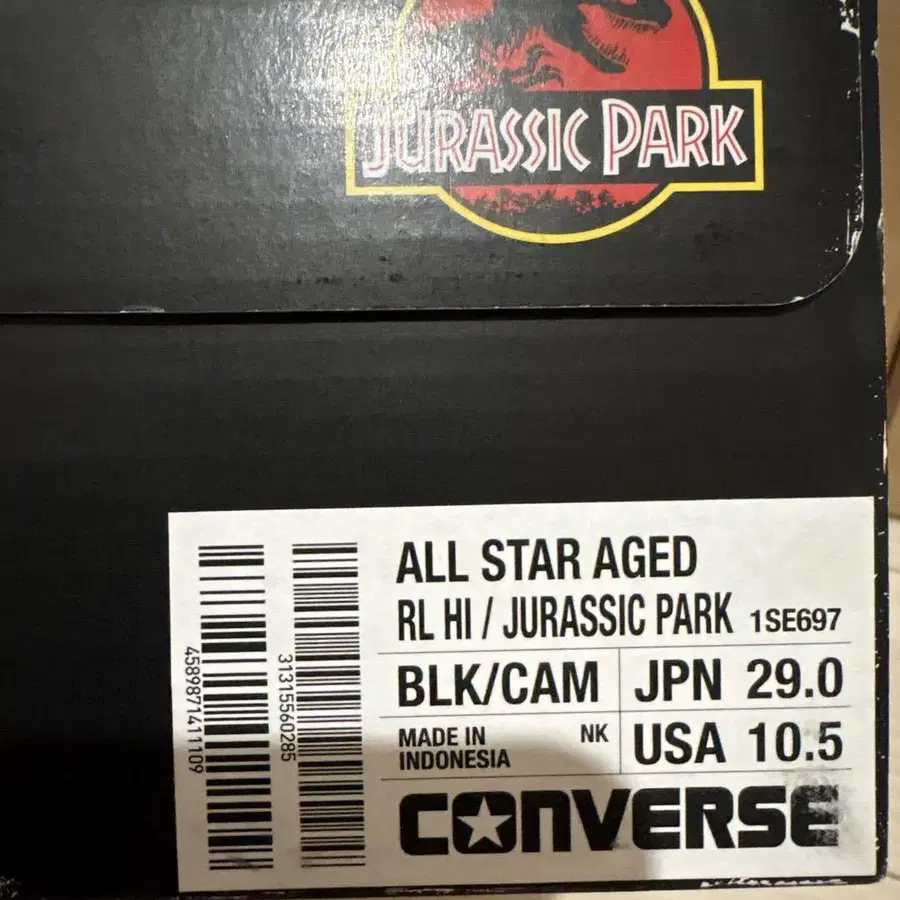 JURASSIC PARK
ALL STAR AGED
RL HI / JURASSIC PARK 1SE697
BLK/CAM JPN 29.0
MADE IN INDONESIA NK USA 10.5
CONVERSE
4589871411109
31315560285